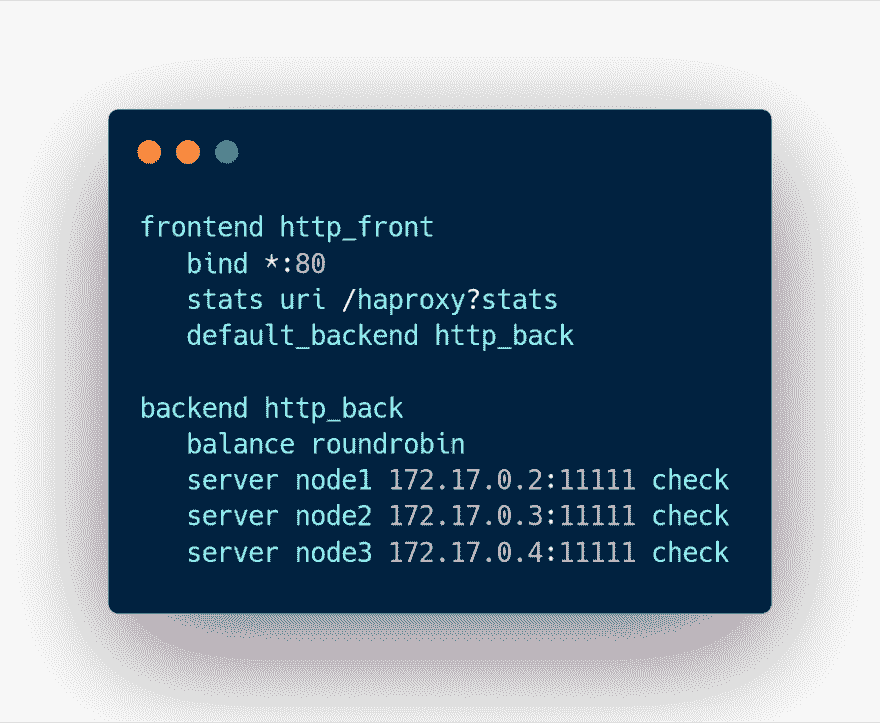 frontend http_front
   bind *:80
   stats uri /haproxy?stats
   default_backend http_back

backend http_back
   balance roundrobin
   server node1 172.17.0.2:11111 check
   server node2 172.17.0.3:11111 check
   server node3 172.17.0.4:11111 check